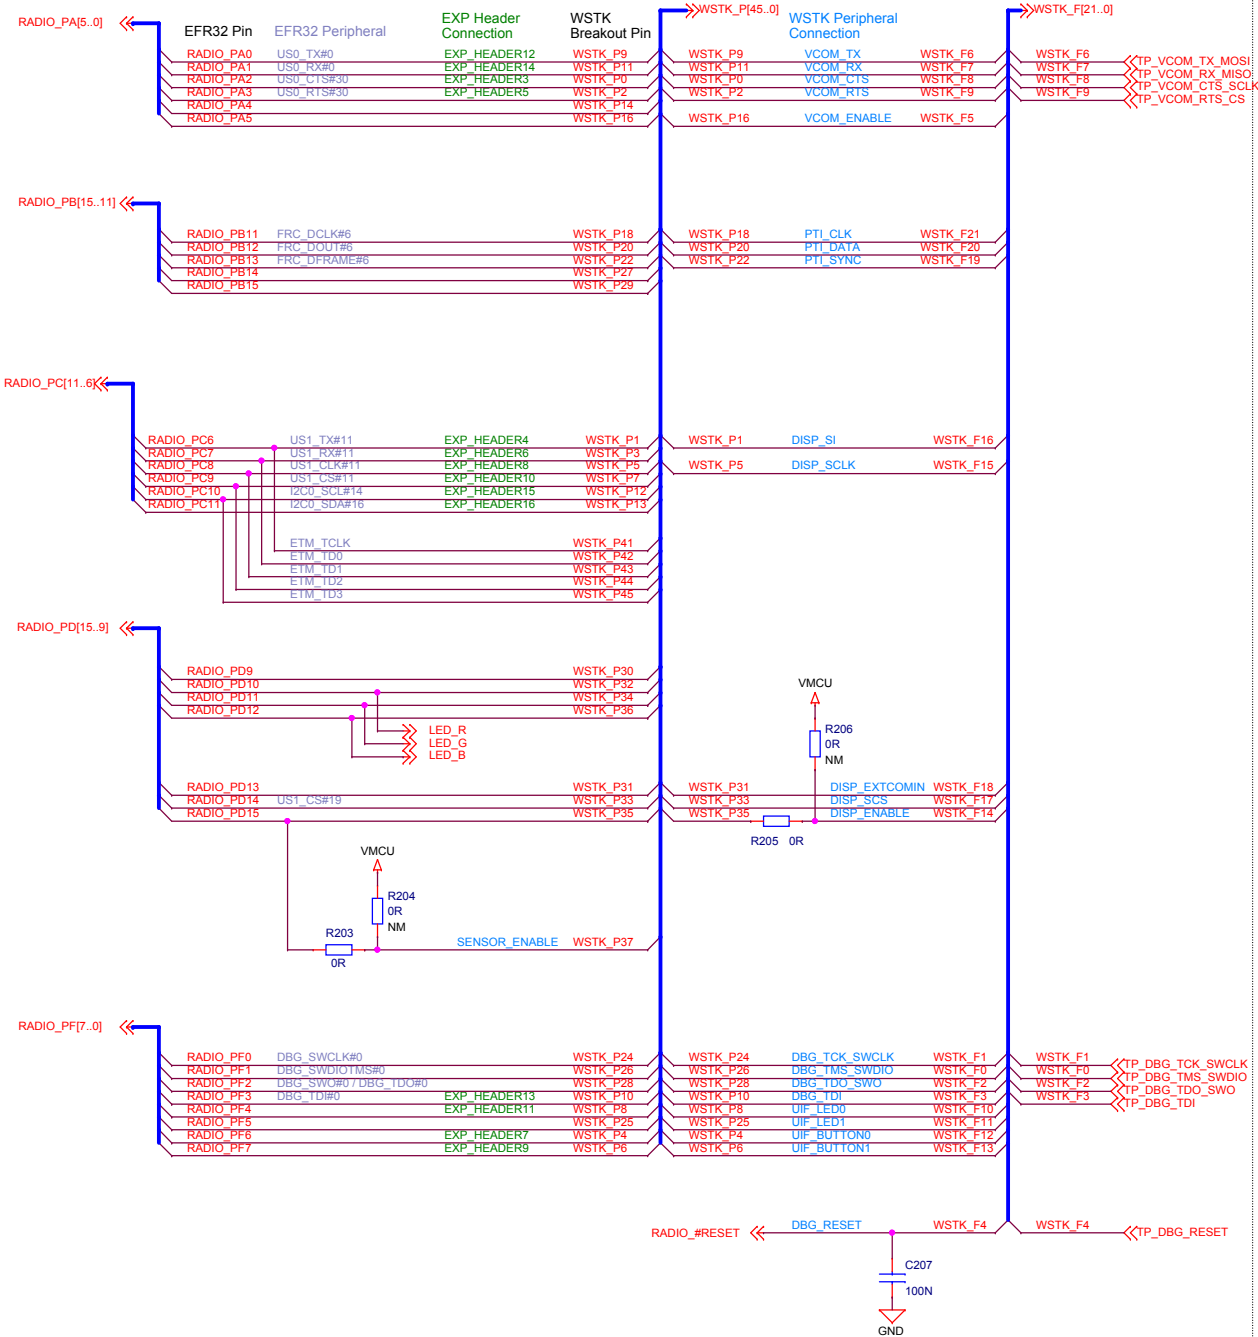 RADIO_PA[5..0]
EFR32 Pin
EFR32 Peripheral
EXP Header
Connection
WSTK
Breakout Pin
WSTK_P[45..0]
WSTK Peripheral
Connection
WSTK_F[21..0]
RADIO_PA0 US0_TX#0 EXP_HEADER12 WSTK_P9 WSTK_P9 VCOM_TX WSTK_F6 WSTK_F6 TP_VCOM_TX_MOSI
RADIO_PA1 US0_RX#0 EXP_HEADER14 WSTK_P11 WSTK_P11 VCOM_RX WSTK_F7 WSTK_F7 TP_VCOM_RX_MISO
RADIO_PA2 US0_CTS#30 EXP_HEADER3 WSTK_P0 WSTK_P0 VCOM_CTS WSTK_F8 WSTK_F8 TP_VCOM_CTS_SCLK
RADIO_PA3 US0_RTS#30 EXP_HEADER5 WSTK_P2 WSTK_P2 VCOM_RTS WSTK_F9 WSTK_F9 TP_VCOM_RTS_CS
RADIO_PA4 WSTK_P14
RADIO_PA5 WSTK_P16 WSTK_P16 VCOM_ENABLE WSTK_F5
RADIO_PB[15..11]
RADIO_PB11 FRC_DCLK#6 WSTK_P18 WSTK_P18 PTI_CLK WSTK_F21
RADIO_PB12 FRC_DOUT#6 WSTK_P20 WSTK_P20 PTI_DATA WSTK_F20
RADIO_PB13 FRC_DFRAME#6 WSTK_P22 WSTK_P22 PTI_SYNC WSTK_F19
RADIO_PB14 WSTK_P27
RADIO_PB15 WSTK_P29
RADIO_PC[11..6]
RADIO_PC6 US1_TX#11 EXP_HEADER4 WSTK_P1 WSTK_P1 DISP_SI WSTK_F16
RADIO_PC7 US1_RX#11 EXP_HEADER6 WSTK_P3
RADIO_PC8 US1_CLK#11 EXP_HEADER8 WSTK_P5 WSTK_P5 DISP_SCLK WSTK_F15
RADIO_PC9 US1_CS#11 EXP_HEADER10 WSTK_P7
RADIO_PC10 I2C0_SCL#14 EXP_HEADER15 WSTK_P12
RADIO_PC11 I2C0_SDA#16 EXP_HEADER16 WSTK_P13
ETM_TCLK WSTK_P41
ETM_TD0 WSTK_P42
ETM_TD1 WSTK_P43
ETM_TD2 WSTK_P44
ETM_TD3 WSTK_P45
RADIO_PD[15..9]
RADIO_PD9 WSTK_P30
RADIO_PD10 WSTK_P32
RADIO_PD11 WSTK_P34
RADIO_PD12 WSTK_P36
LED_R
LED_G
LED_B
VMCU
R206
0R
NM
RADIO_PD13 WSTK_P31 WSTK_P31 DISP_EXTCOMIN WSTK_F18
RADIO_PD14 US1_CS#19 WSTK_P33 WSTK_P33 DISP_SCS WSTK_F17
RADIO_PD15 WSTK_P35 WSTK_P35 DISP_ENABLE WSTK_F14
R205 0R
VMCU
R204
0R
NM
R203
0R
SENSOR_ENABLE WSTK_P37
RADIO_PF[7..0]
RADIO_PF0 DBG_SWCLK#0 WSTK_P24 WSTK_P24 DBG_TCK_SWCLK WSTK_F1 WSTK_F1 TP_DBG_TCK_SWCLK
RADIO_PF1 DBG_SWDIOTMS#0 WSTK_P26 WSTK_P26 DBG_TMS_SWDIO WSTK_F0 WSTK_F0 TP_DBG_TMS_SWDIO
RADIO_PF2 DBG_SWO#0 / DBG_TDO#0 WSTK_P28 WSTK_P28 DBG_TDO_SWO WSTK_F2 WSTK_F2 TP_DBG_TDO_SWO
RADIO_PF3 DBG_TDI#0 EXP_HEADER13 WSTK_P10 WSTK_P10 DBG_TDI WSTK_F3 WSTK_F3 TP_DBG_TDI
RADIO_PF4 EXP_HEADER11 WSTK_P8 WSTK_P8 UIF_LED0 WSTK_F10
RADIO_PF5 WSTK_P25 WSTK_P25 UIF_LED1 WSTK_F11
RADIO_PF6 EXP_HEADER7 WSTK_P4 WSTK_P4 UIF_BUTTON0 WSTK_F12
RADIO_PF7 EXP_HEADER9 WSTK_P6 WSTK_P6 UIF_BUTTON1 WSTK_F13
RADIO_#RESET DBG_RESET WSTK_F4 WSTK_F4 TP_DBG_RESET
C207
100N
GND